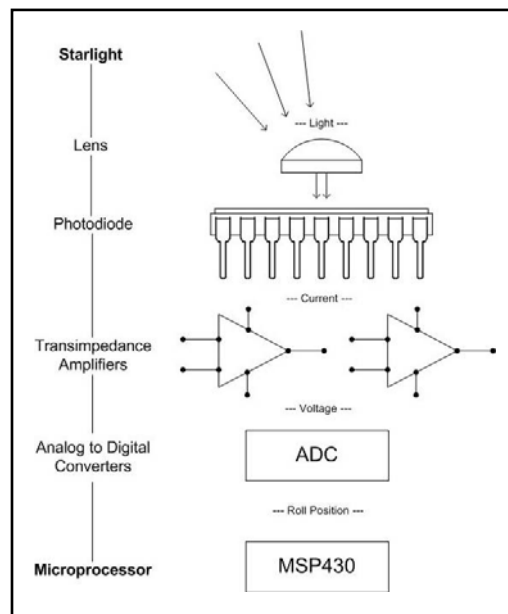 Starlight
--- Light ---
Lens
Photodiode
--- Current ---
Transimpedance
Amplifiers
--- Voltage ---
Analog to Digital
Converters
ADC
--- Roll Position ---
Microprocessor
MSP430